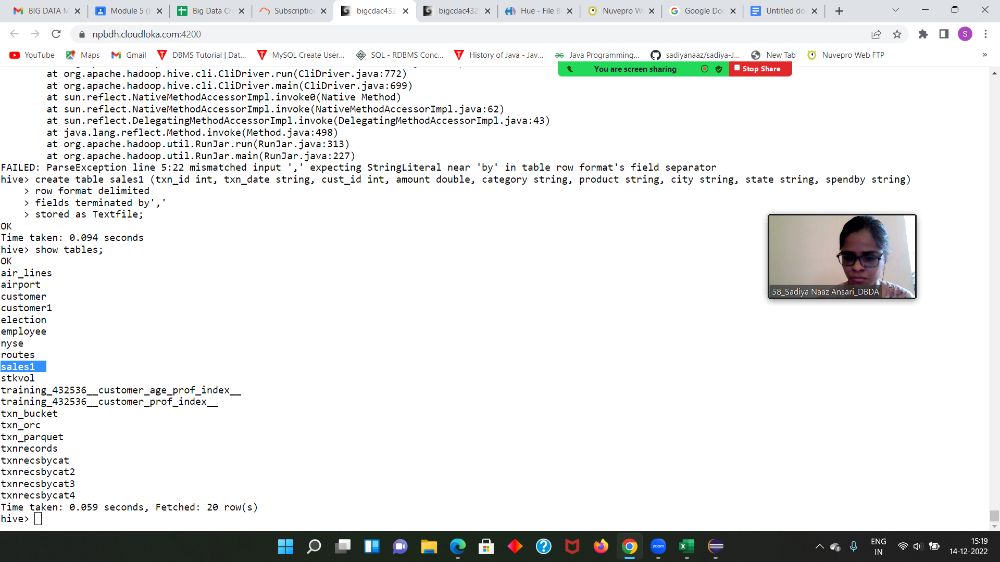 BIG DATA M
Module 5 (E
Big Data Cre
Subscription
bigcdac432
bigcdac432
Hue - File B
Nuvepro We
Google Doc
Untitled do
npbdh.cloudloka.com:4200
S
YouTube
Maps
Gmail
DBMS Tutorial | Dat...
MySQL Create User...
SQL - RDBMS Conc...
History of Java - Jav...
Java Programming...
sadiyanaaz/sadiya-J...
New Tab
Nuvepro Web FTP
»
You are screen sharing
Stop Share
at org.apache.hadoop.hive.cli.CliDriver.run(CliDriver.java:772)
at org.apache.hadoop.hive.cli.CliDriver.main(CliDriver.java:699)
at sun.reflect.NativeMethodAccessorImpl.invoke0(Native Method)
at sun.reflect.NativeMethodAccessorImpl.invoke(NativeMethodAccessorImpl.java:62)
at sun.reflect.DelegatingMethodAccessorImpl.invoke(DelegatingMethodAccessorImpl.java:43)
at java.lang.reflect.Method.invoke(Method.java:498)
at org.apache.hadoop.util.RunJar.run(RunJar.java:313)
at org.apache.hadoop.util.RunJar.main(RunJar.java:227)
FAILED: ParseException line 5:22 mismatched input ',' expecting StringLiteral near 'by' in table row format's field separator
hive> create table sales1 (txn_id int, txn_date string, cust_id int, amount double, category string, product string, city string, state string, spendby string)
> row format delimited
> fields terminated by','
> stored as Textfile;
OK
Time taken: 0.094 seconds
hive> show tables;
OK
air_lines
airport
customer
customer1
election
employee
nyse
routes
sales1
stkvol
training_432536__customer_age_prof_index__
training_432536__customer_prof_index__
txn_bucket
txn_orc
txn_parquet
txnrecords
txnrecsbycat
txnrecsbycat2
txnrecsbycat3
txnrecsbycat4
Time taken: 0.059 seconds, Fetched: 20 row(s)
hive>
58_Sadiya Naaz Ansari_DBDA
zoom
ENG
IN
15:19
14-12-2022